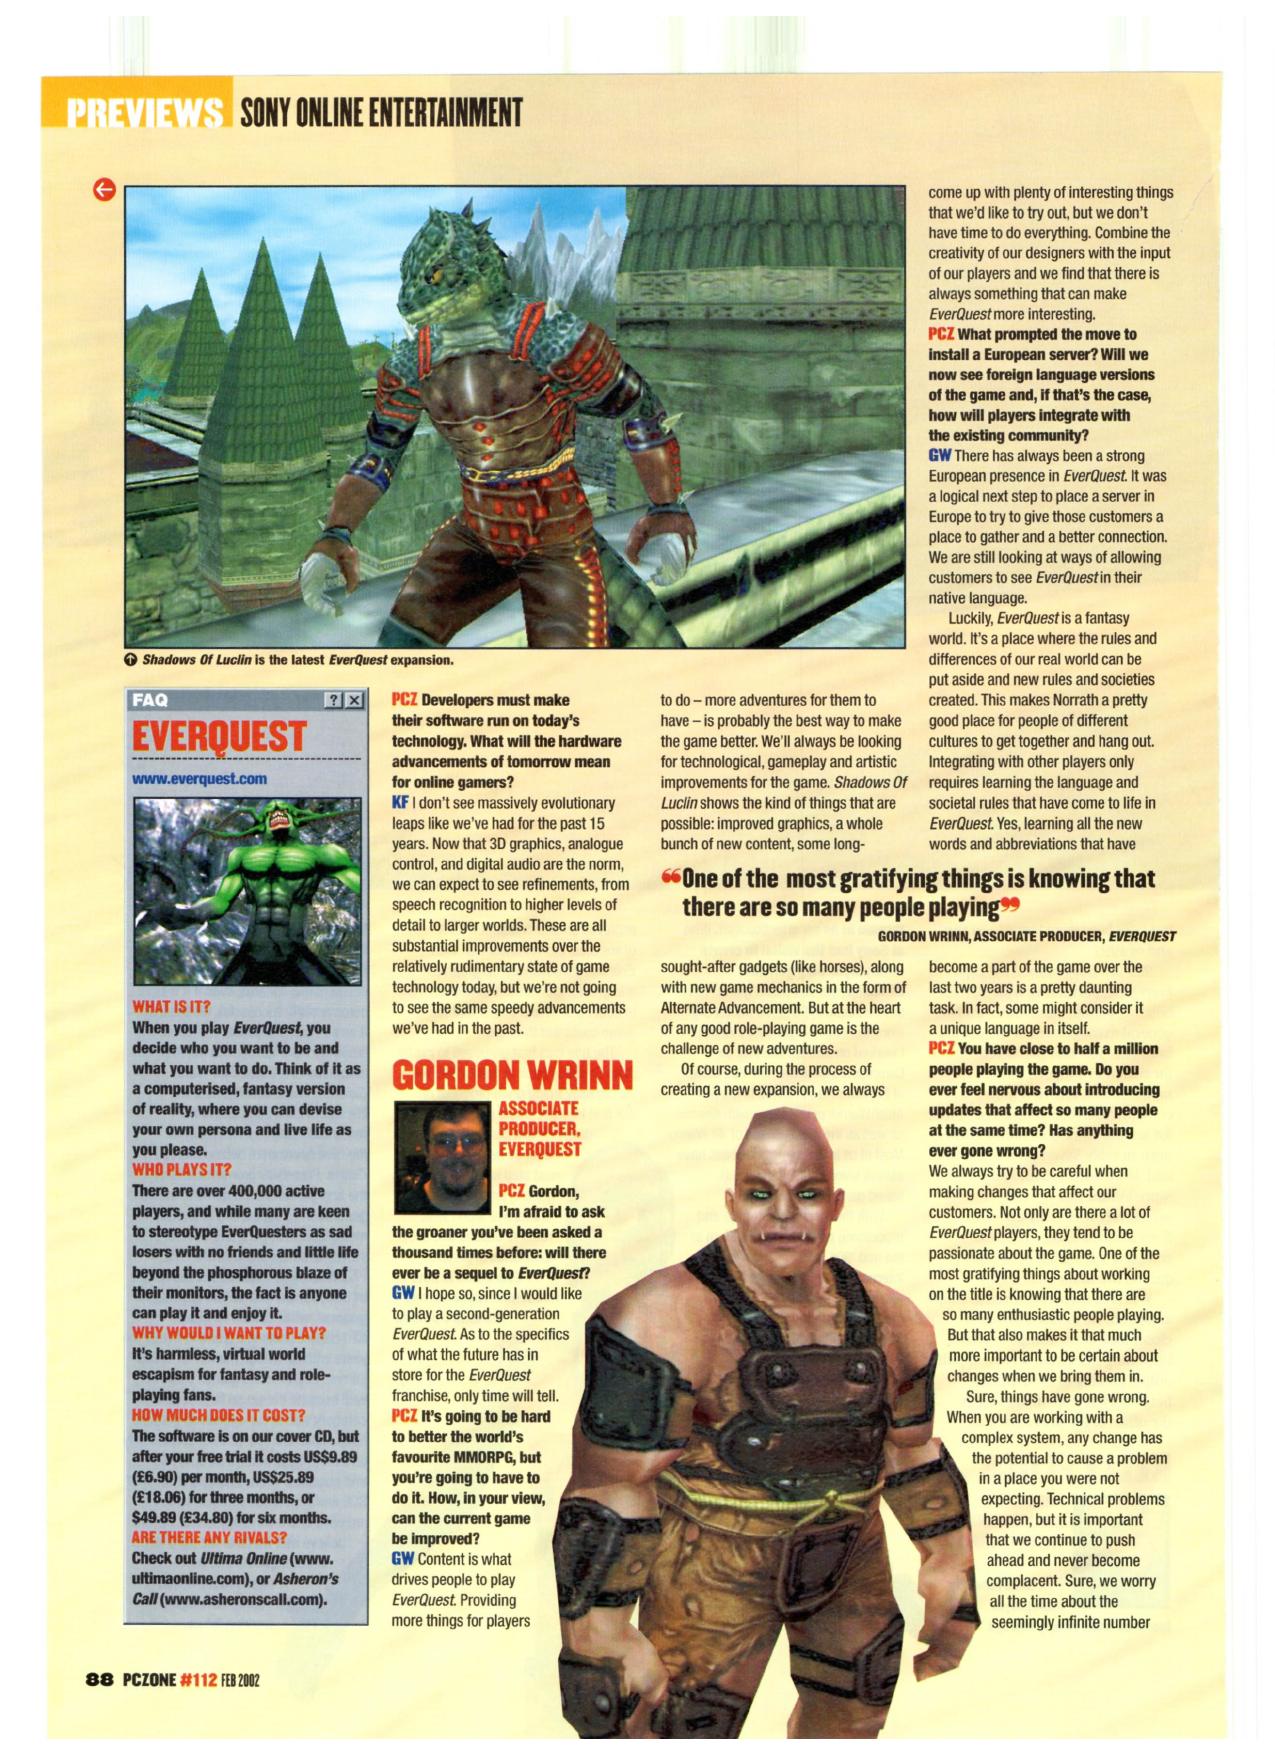 PREVIEWS SONY ONLINE ENTERTAINMENT
Shadows Of Luclin is the latest EverQuest expansion.
FAQ
? ×
EVERQUEST
www.everquest.com
WHAT IS IT?
When you play EverQuest, you
decide who you want to be and
what you want to do. Think of it as
a computerised, fantasy version
of reality, where you can devise
your own persona and live life as
you please.
WHO PLAYS IT?
There are over 400,000 active
players, and while many are keen
to stereotype EverQuesters as sad
losers with no friends and little life
beyond the phosphorous blaze of
their monitors, the fact is anyone
can play it and enjoy it.
WHY WOULD I WANT TO PLAY?
It's harmless, virtual world
escapism for fantasy and role-
playing fans.
HOW MUCH DOES IT COST?
The software is on our cover CD, but
after your free trial it costs US$9.89
(£6.90) per month, US$25.89
(£18.06) for three months, or
$49.89 (£34.80) for six months.
ARE THERE ANY RIVALS?
Check out Ultima Online (www.
ultimaonline.com), or Asheron's
Call (www.asheronscall.com).
PCZ Developers must make
their software run on today's
technology. What will the hardware
advancements of tomorrow mean
for online gamers?
KF I don't see massively evolutionary
leaps like we've had for the past 15
years. Now that 3D graphics, analogue
control, and digital audio are the norm,
we can expect to see refinements, from
speech recognition to higher levels of
detail to larger worlds. These are all
substantial improvements over the
relatively rudimentary state of game
technology today, but we're not going
to see the same speedy advancements
we've had in the past.
GORDON WRINN
ASSOCIATE
PRODUCER,
EVERQUEST
PCZ Gordon,
I'm afraid to ask
the groaner you've been asked a
thousand times before: will there
ever be a sequel to EverQuest?
GW I hope so, since I would like
to play a second-generation
EverQuest. As to the specifics
of what the future has in
store for the EverQuest
franchise, only time will tell.
PCZ It's going to be hard
to better the world's
favourite MMORPG, but
you're going to have to
do it. How, in your view,
can the current game
be improved?
GW Content is what
drives people to play
EverQuest. Providing
more things for players
to do – more adventures for them to
have – is probably the best way to make
the game better. We'll always be looking
for technological, gameplay and artistic
improvements for the game. Shadows Of
Luclin shows the kind of things that are
possible: improved graphics, a whole
bunch of new content, some long-
sought-after gadgets (like horses), along
with new game mechanics in the form of
Alternate Advancement. But at the heart
of any good role-playing game is the
challenge of new adventures.
Of course, during the process of
creating a new expansion, we always
come up with plenty of interesting things
that we'd like to try out, but we don't
have time to do everything. Combine the
creativity of our designers with the input
of our players and we find that there is
always something that can make
EverQuest more interesting.
PCZ What prompted the move to
install a European server? Will we
now see foreign language versions
of the game and, if that's the case,
how will players integrate with
the existing community?
GW There has always been a strong
European presence in EverQuest. It was
a logical next step to place a server in
Europe to try to give those customers a
place to gather and a better connection.
We are still looking at ways of allowing
customers to see EverQuest in their
native language.
Luckily, EverQuest is a fantasy
world. It's a place where the rules and
differences of our real world can be
put aside and new rules and societies
created. This makes Norrath a pretty
good place for people of different
cultures to get together and hang out.
Integrating with other players only
requires learning the language and
societal rules that have come to life in
EverQuest. Yes, learning all the new
words and abbreviations that have
“One of the most gratifying things is knowing that
there are so many people playing”
GORDON WRINN, ASSOCIATE PRODUCER, EVERQUEST
become a part of the game over the
last two years is a pretty daunting
task. In fact, some might consider it
a unique language in itself.
PCZ You have close to half a million
people playing the game. Do you
ever feel nervous about introducing
updates that affect so many people
at the same time? Has anything
ever gone wrong?
We always try to be careful when
making changes that affect our
customers. Not only are there a lot of
EverQuest players, they tend to be
passionate about the game. One of the
most gratifying things about working
on the title is knowing that there are
so many enthusiastic people playing.
But that also makes it that much
more important to be certain about
changes when we bring them in.
Sure, things have gone wrong.
When you are working with a
complex system, any change has
the potential to cause a problem
in a place you were not
expecting. Technical problems
happen, but it is important
that we continue to push
ahead and never become
complacent. Sure, we worry
all the time about the
seemingly infinite number
88 PCZONE #112 FEB 2002